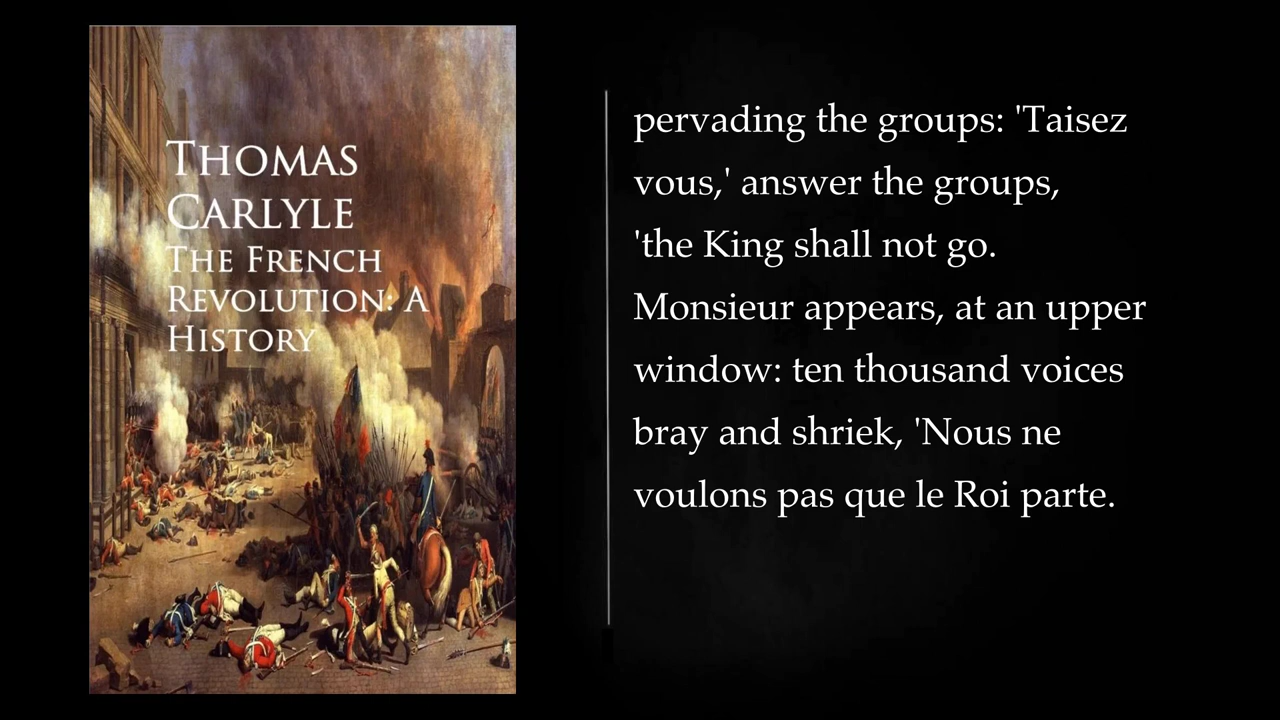 THOMAS
CARLYLE
THE FRENCH
REVOLUTION: A
HISTORY
pervading the groups: 'Taisez
vous,' answer the groups,
'the King shall not go.
Monsieur appears, at an upper
window: ten thousand voices
bray and shriek, 'Nous ne
voulons pas que le Roi parte.